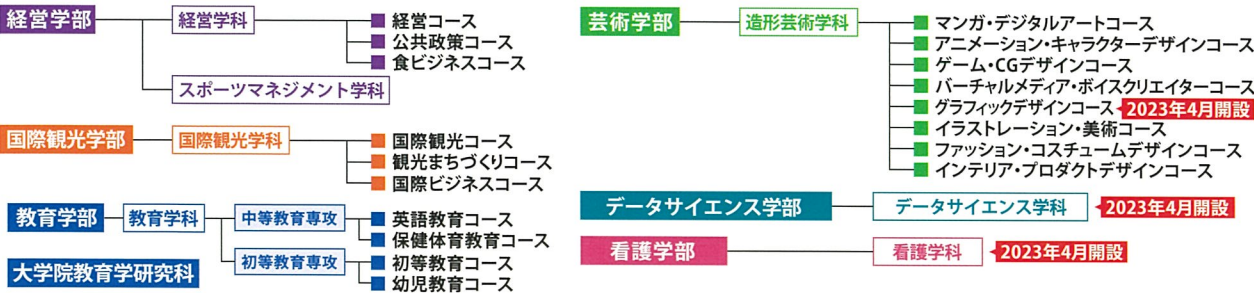 経営学部
経営学科
経営コース
公共政策コース
食ビジネスコース
スポーツマネジメント学科
国際観光学部
国際観光学科
国際観光コース
観光まちづくりコース
国際ビジネスコース
教育学部
教育学科
中等教育専攻
英語教育コース
保健体育教育コース
初等教育専攻
初等教育コース
幼児教育コース
大学院教育学研究科
芸術学部
造形芸術学科
マンガ・デジタルアートコース
アニメーション・キャラクターデザインコース
ゲーム・CGデザインコース
バーチャルメディア・ボイスクリエイターコース
グラフィックデザインコース 2023年4月開設
イラストレーション・美術コース
ファッション・コスチュームデザインコース
インテリア・プロダクトデザインコース
データサイエンス学部
データサイエンス学科
2023年4月開設
看護学部
看護学科
2023年4月開設